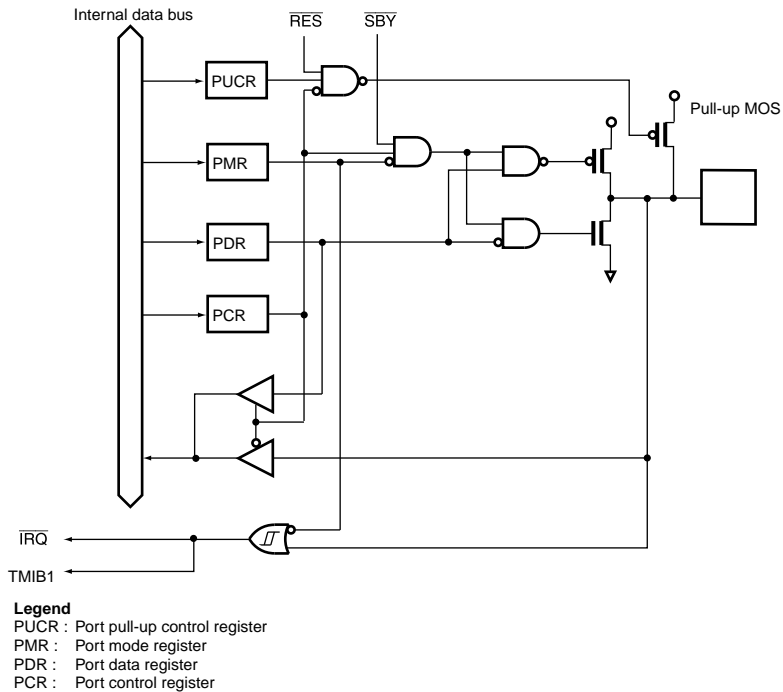 Internal data bus
RES
SBY
PUCR
Pull-up MOS
PMR
PDR
PCR
IRQ
TMIB1
Legend
PUCR : Port pull-up control register
PMR : Port mode register
PDR : Port data register
PCR : Port control register